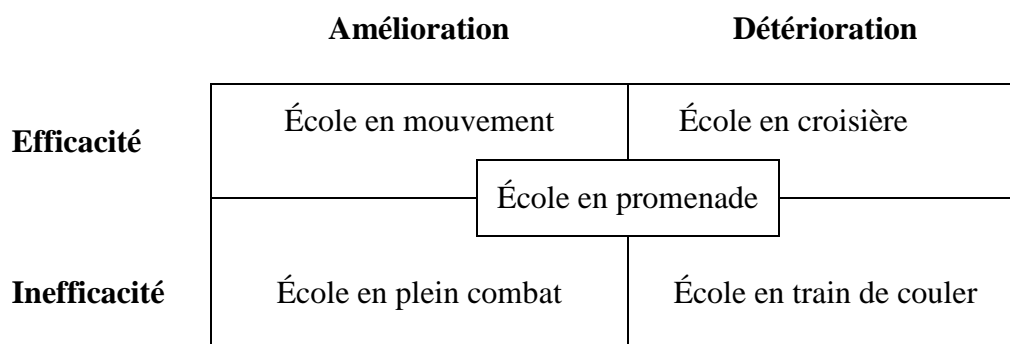 Amélioration Détérioration
Efficacité École en mouvement École en croisière
École en promenade
Inefficacité École en plein combat École en train de couler